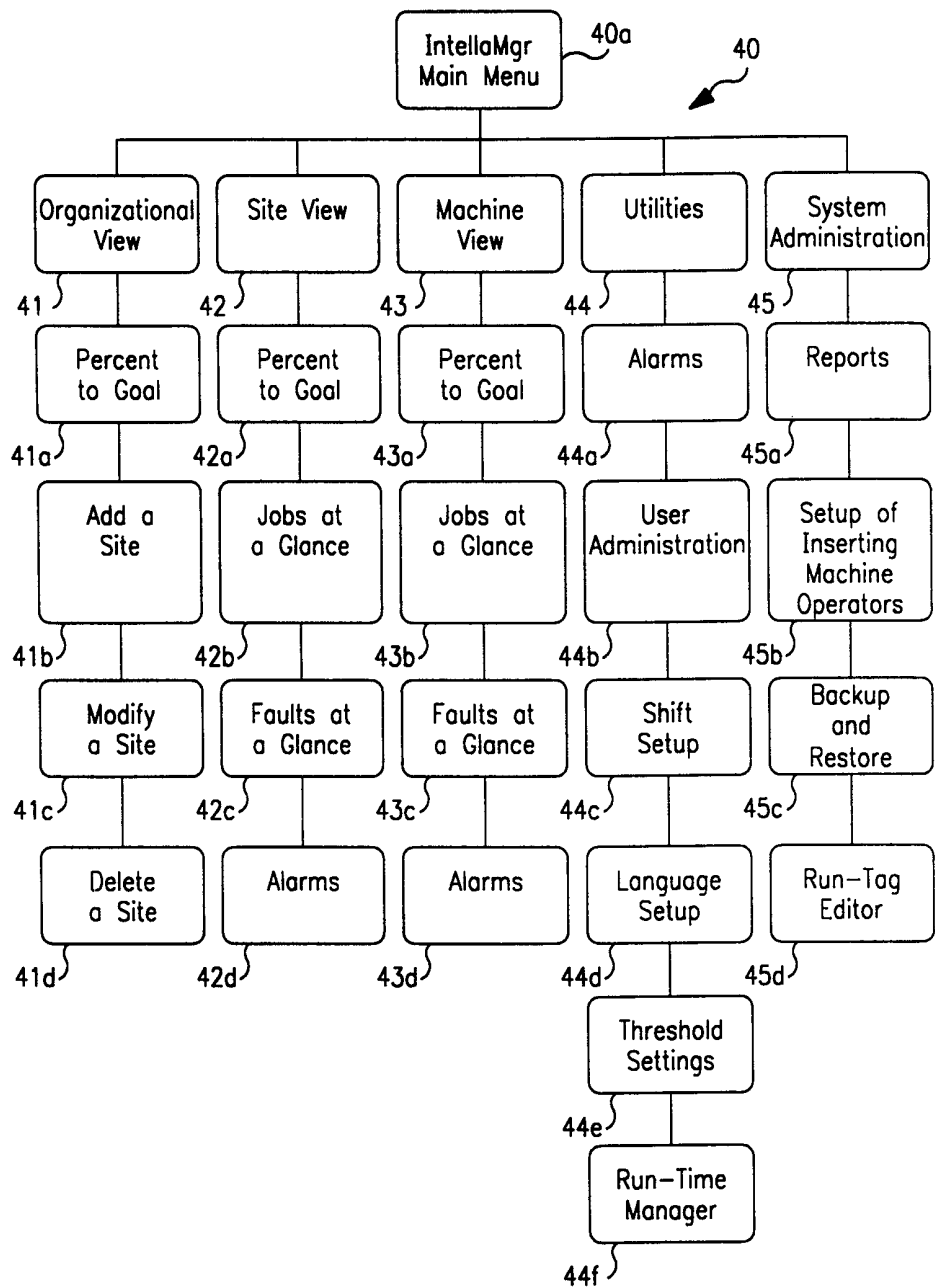 IntellaMgr
Main Menu
40a
40
Organizational
View
Site View
Machine
View
Utilities
System
Administration
41
42
43
44
45
Percent
to Goal
Percent
to Goal
Percent
to Goal
Alarms
Reports
41a
42a
43a
44a
45a
Add a
Site
Jobs at
a Glance
Jobs at
a Glance
User
Administration
Setup of
Inserting
Machine
Operators
41b
42b
43b
44b
45b
Modify
a Site
Faults at
a Glance
Faults at
a Glance
Shift
Setup
Backup
and
Restore
41c
42c
43c
44c
45c
Delete
a Site
Alarms
Alarms
Language
Setup
Run-Tag
Editor
41d
42d
43d
44d
45d
Threshold
Settings
44e
Run-Time
Manager
44f